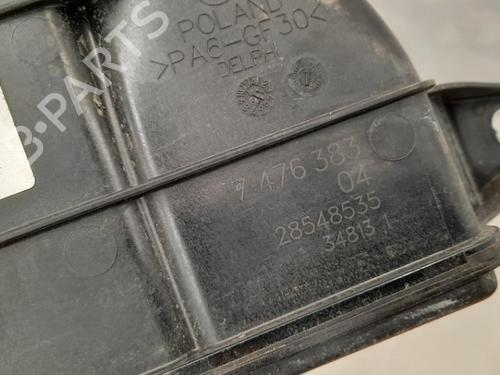 POLAND
>PA6-GF30<
DELPHI
B-PARTS
7 476 383
04
28548535
34813 1